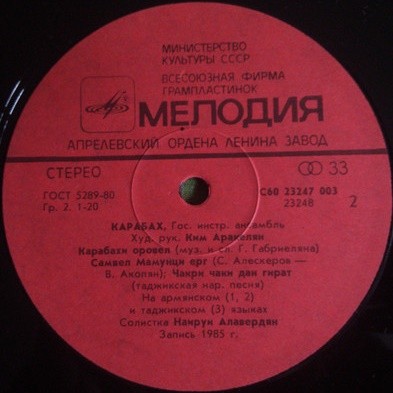 МИНИСТЕРСТВО
КУЛЬТУРЫ СССР
ВСЕСОЮЗНАЯ ФИРМА
ГРАМПЛАСТИНОК
МЕЛОДИЯ
АПРЕЛЕВСКИЙ ОРДЕНА ЛЕНИНА ЗАВОД
СТЕРЕО 33
ГОСТ 5289-80 С60 23247 003
Гр. 2. 1-20 23248 2
КАРАБАХ, Гос. инстр. ансамбль
Худ. рук. Ким Аракелян
Карабахи оровел (муз. и сл. Г. Габриеляна)
Самвел Мамунци ерг (С. Алескеров —
В. Акопян); Чакри чаки дан гират
(таджикская нар. песня)
На армянском (1, 2)
и таджикском (3) языках
Солистка Наируи Алавердян
Запись 1985 г.